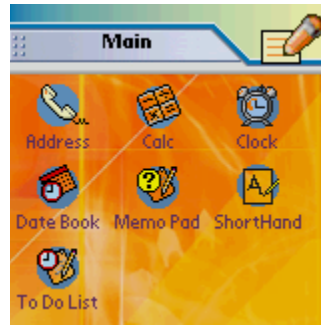 Main
Address Calc Clock
Date Book Memo Pad ShortHand
To Do List